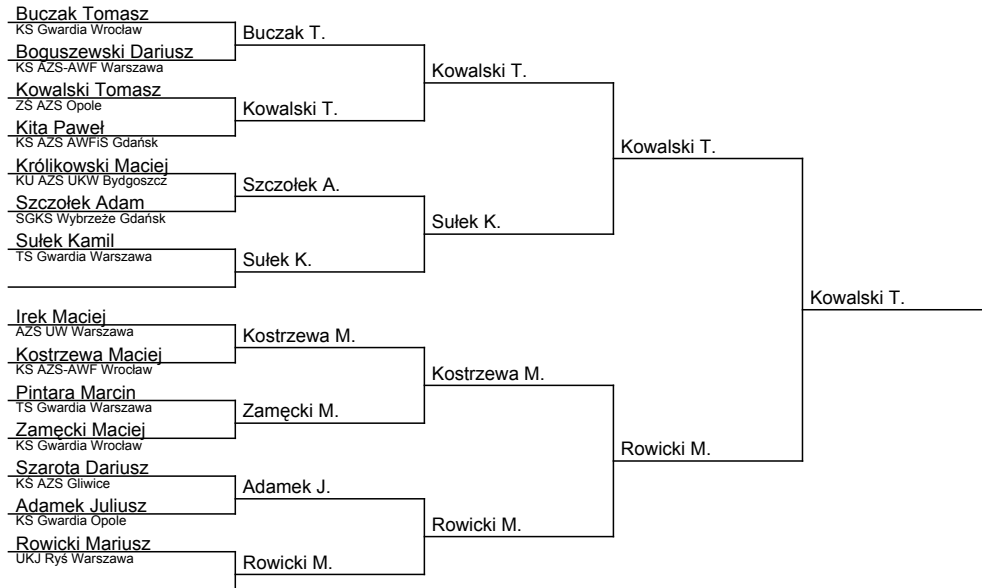 Buczak Tomasz
KS Gwardia Wrocław
Boguszewski Dariusz
KS AZS-AWF Warszawa
Kowalski Tomasz
ZŚ AZS Opole
Kita Paweł
KS AZS AWFiS Gdańsk
Królikowski Maciej
KU AZS UKW Bydgoszcz
Szczołek Adam
SGKS Wybrzeże Gdańsk
Sułek Kamil
TS Gwardia Warszawa
Irek Maciej
AZS UW Warszawa
Kostrzewa Maciej
KS AZS-AWF Wrocław
Pintara Marcin
TS Gwardia Warszawa
Zamęcki Maciej
KS Gwardia Wrocław
Szarota Dariusz
KŚ AZS Gliwice
Adamek Juliusz
KS Gwardia Opole
Rowicki Mariusz
UKJ Ryś Warszawa
Buczak T.
Kowalski T.
Szczołek A.
Sułek K.
Kostrzewa M.
Zamęcki M.
Adamek J.
Rowicki M.
Kowalski T.
Sułek K.
Kostrzewa M.
Rowicki M.
Kowalski T.
Rowicki M.
Kowalski T.